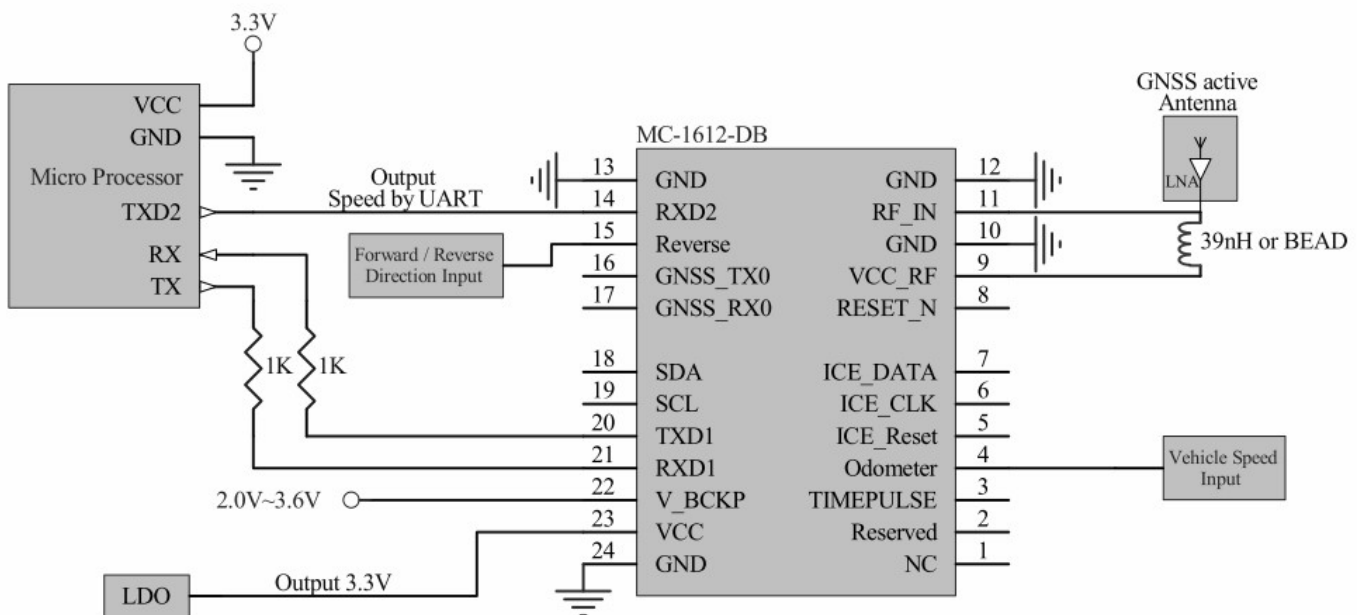 3.3V
VCC
GND
Micro Processor
TXD2
RX
TX
1K
1K
Output
Speed by UART
Forward / Reverse
Direction Input
2.0V~3.6V
LDO
Output 3.3V
MC-1612-DB
13 GND
14 RXD2
15 Reverse
16 GNSS_TX0
17 GNSS_RX0
18 SDA
19 SCL
20 TXD1
21 RXD1
22 V_BCKP
23 VCC
24 GND
GND 12
RF_IN 11
GND 10
VCC_RF 9
RESET_N 8
ICE_DATA 7
ICE_CLK 6
ICE_Reset 5
Odometer 4
TIMEPULSE 3
Reserved 2
NC 1
GNSS active
Antenna
LNA
39nH or BEAD
Vehicle Speed
Input